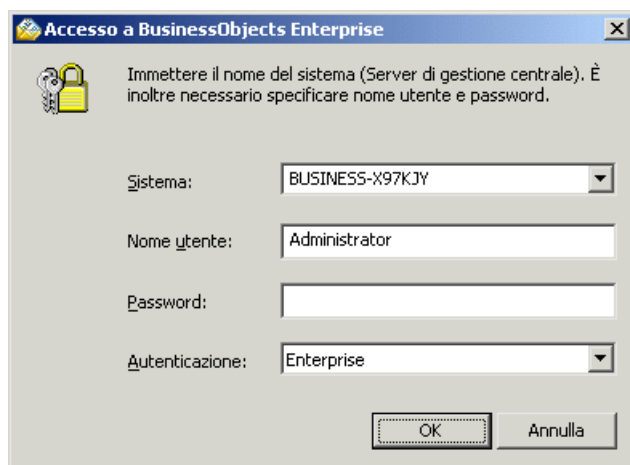 Accesso a BusinessObjects Enterprise
Immettere il nome del sistema (Server di gestione centrale). È
inoltre necessario specificare nome utente e password.
Sistema:
BUSINESS-X97KJY
Nome utente:
Administrator
Password:
Autenticazione:
Enterprise
OK
Annulla